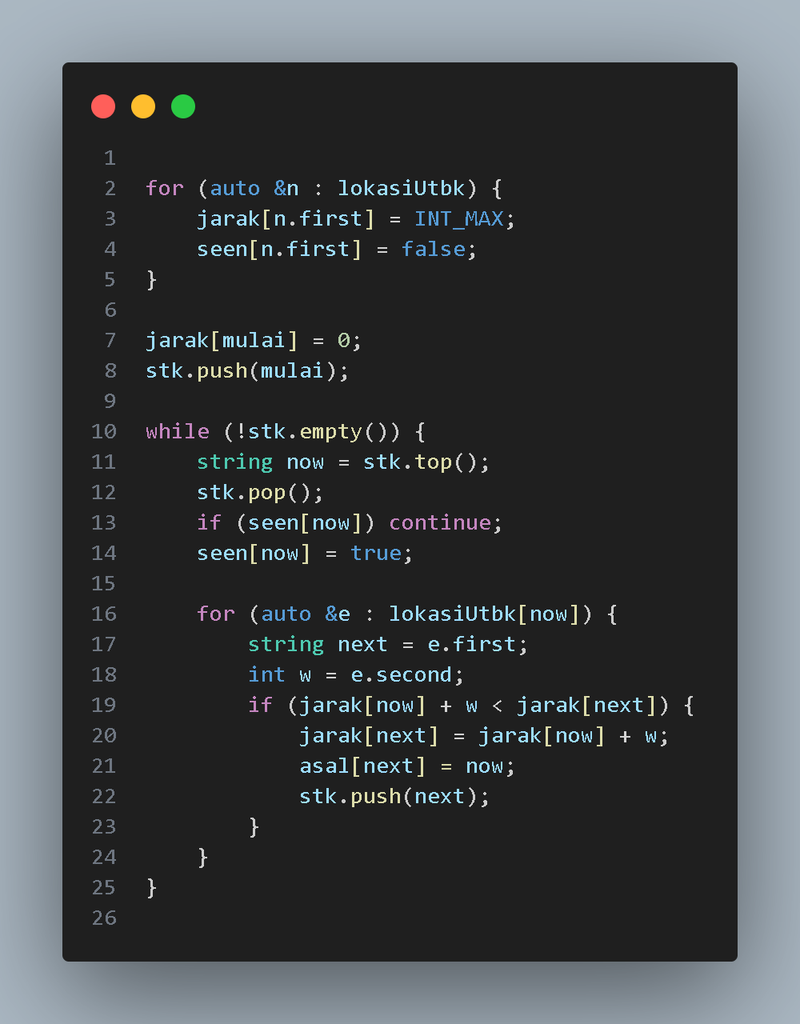 1
2 for (auto &n : lokasiUtbk) {
3     jarak[n.first] = INT_MAX;
4     seen[n.first] = false;
5 }
6
7 jarak[mulai] = 0;
8 stk.push(mulai);
9
10 while (!stk.empty()) {
11     string now = stk.top();
12     stk.pop();
13     if (seen[now]) continue;
14     seen[now] = true;
15
16     for (auto &e : lokasiUtbk[now]) {
17         string next = e.first;
18         int w = e.second;
19         if (jarak[now] + w < jarak[next]) {
20             jarak[next] = jarak[now] + w;
21             asal[next] = now;
22             stk.push(next);
23         }
24     }
25 }
26